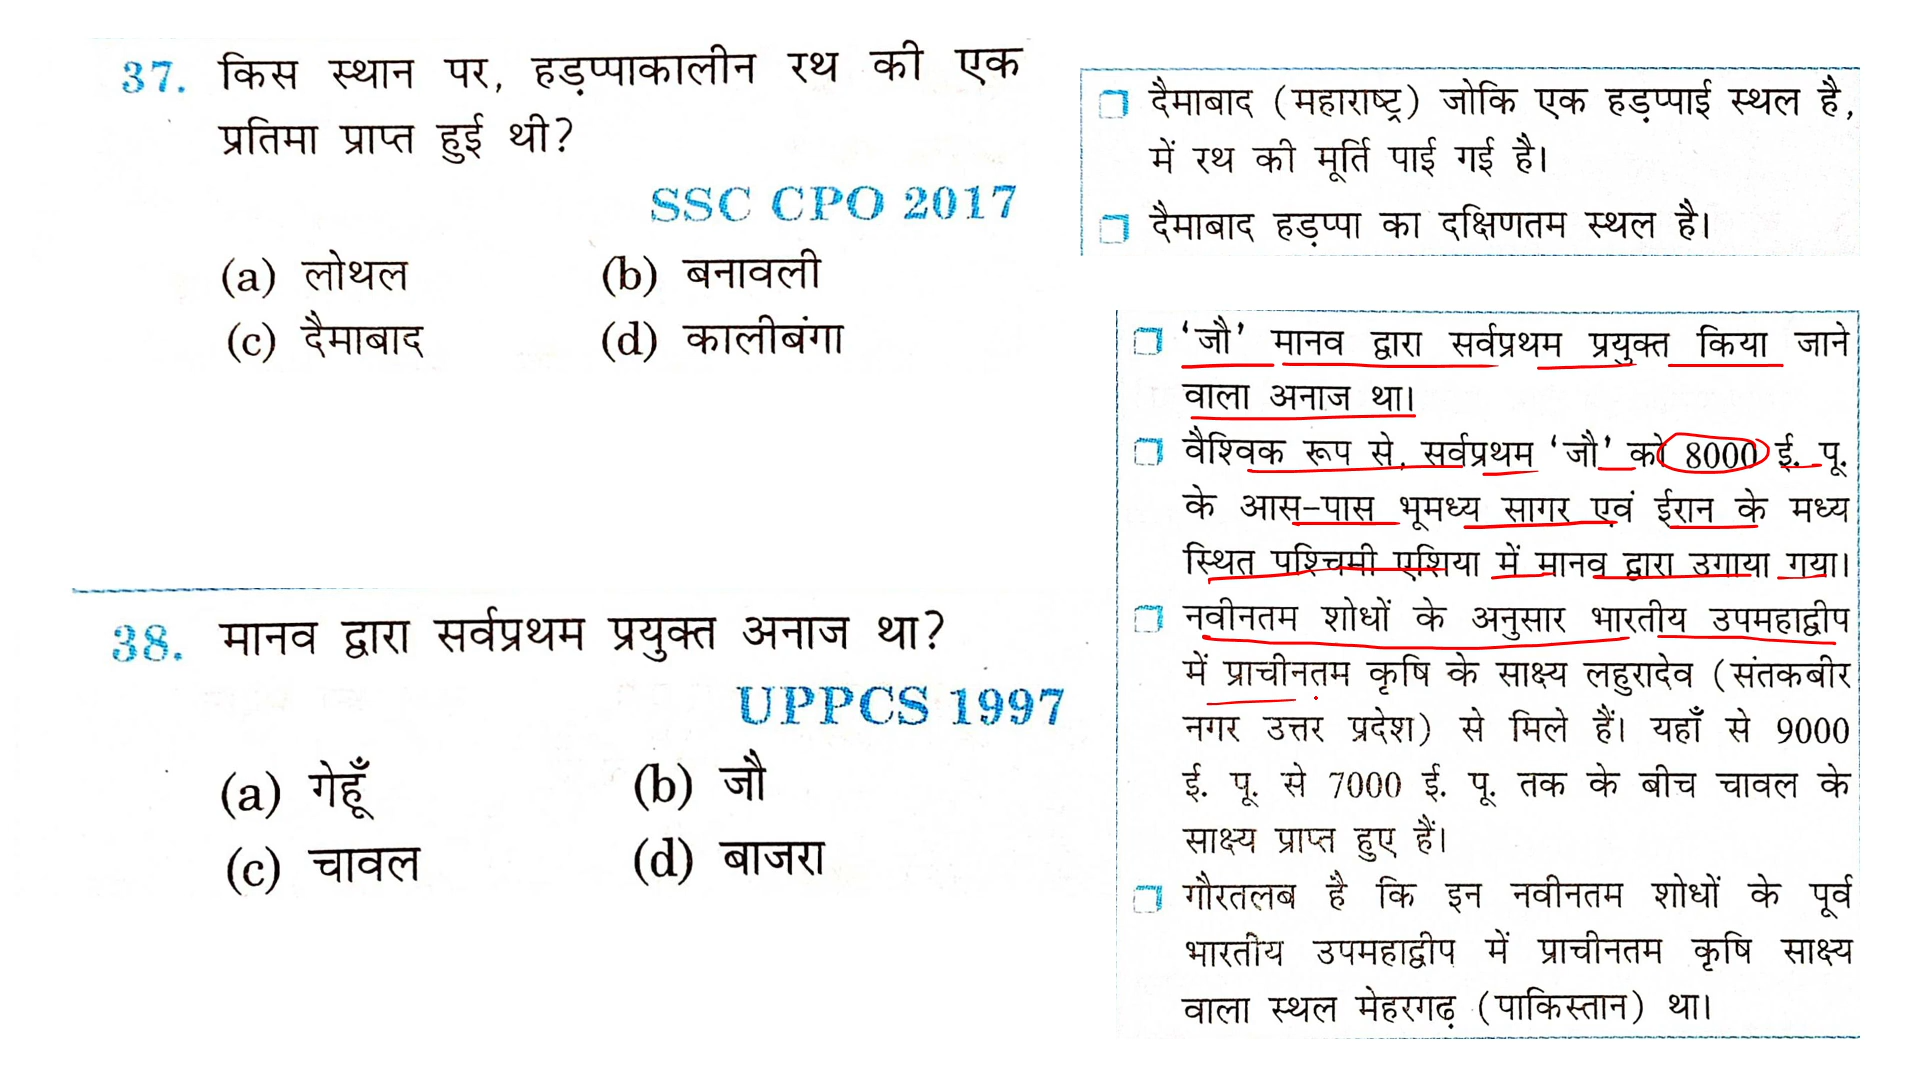 37. किस स्थान पर, हड़प्पाकालीन रथ की एक
प्रतिमा प्राप्त हुई थी?
SSC CPO 2017
(a) लोथल (b) बनावली
(c) दैमाबाद (d) कालीबंगा
38. मानव द्वारा सर्वप्रथम प्रयुक्त अनाज था?
UPPCS 1997
(a) गेहूँ (b) जौ
(c) चावल (d) बाजरा
दैमाबाद (महाराष्ट्र) जोकि एक हड़प्पाई स्थल है,
में रथ की मूर्ति पाई गई है।
दैमाबाद हड़प्पा का दक्षिणतम स्थल है।
‘जौ’ मानव द्वारा सर्वप्रथम प्रयुक्त किया जाने
वाला अनाज था।
वैश्विक रूप से, सर्वप्रथम ‘जौ’ को 8000 ई. पू.
के आस-पास भूमध्य सागर एवं ईरान के मध्य
स्थित पश्चिमी एशिया में मानव द्वारा उगाया गया।
नवीनतम शोधों के अनुसार भारतीय उपमहाद्वीप
में प्राचीनतम कृषि के साक्ष्य लहुरादेव (संतकबीर
नगर उत्तर प्रदेश) से मिले हैं। यहाँ से 9000
ई. पू. से 7000 ई. पू. तक के बीच चावल के
साक्ष्य प्राप्त हुए हैं।
गौरतलब है कि इन नवीनतम शोधों के पूर्व
भारतीय उपमहाद्वीप में प्राचीनतम कृषि साक्ष्य
वाला स्थल मेहरगढ़ (पाकिस्तान) था।